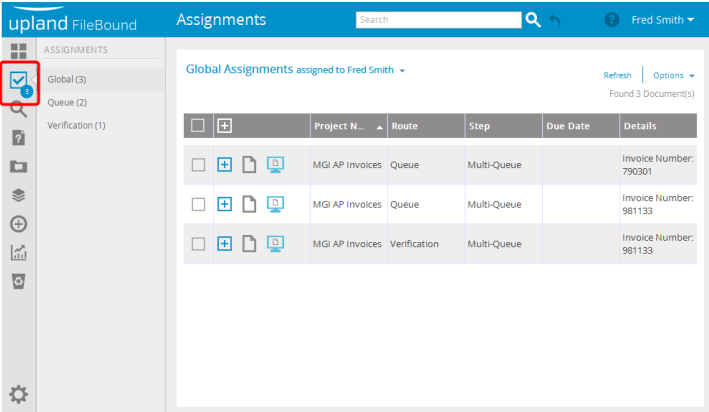 upland FileBound
Assignments
Search
?
Fred Smith
ASSIGNMENTS
Global (3)
Queue (2)
Verification (1)
3
?
Global Assignments assigned to Fred Smith
Refresh
Options
Found 3 Document(s)
Project N... Route Step Due Date Details
MGI AP Invoices Queue Multi-Queue Invoice Number:
790301
MGI AP Invoices Queue Multi-Queue Invoice Number:
981133
MGI AP Invoices Verification Multi-Queue Invoice Number:
981133